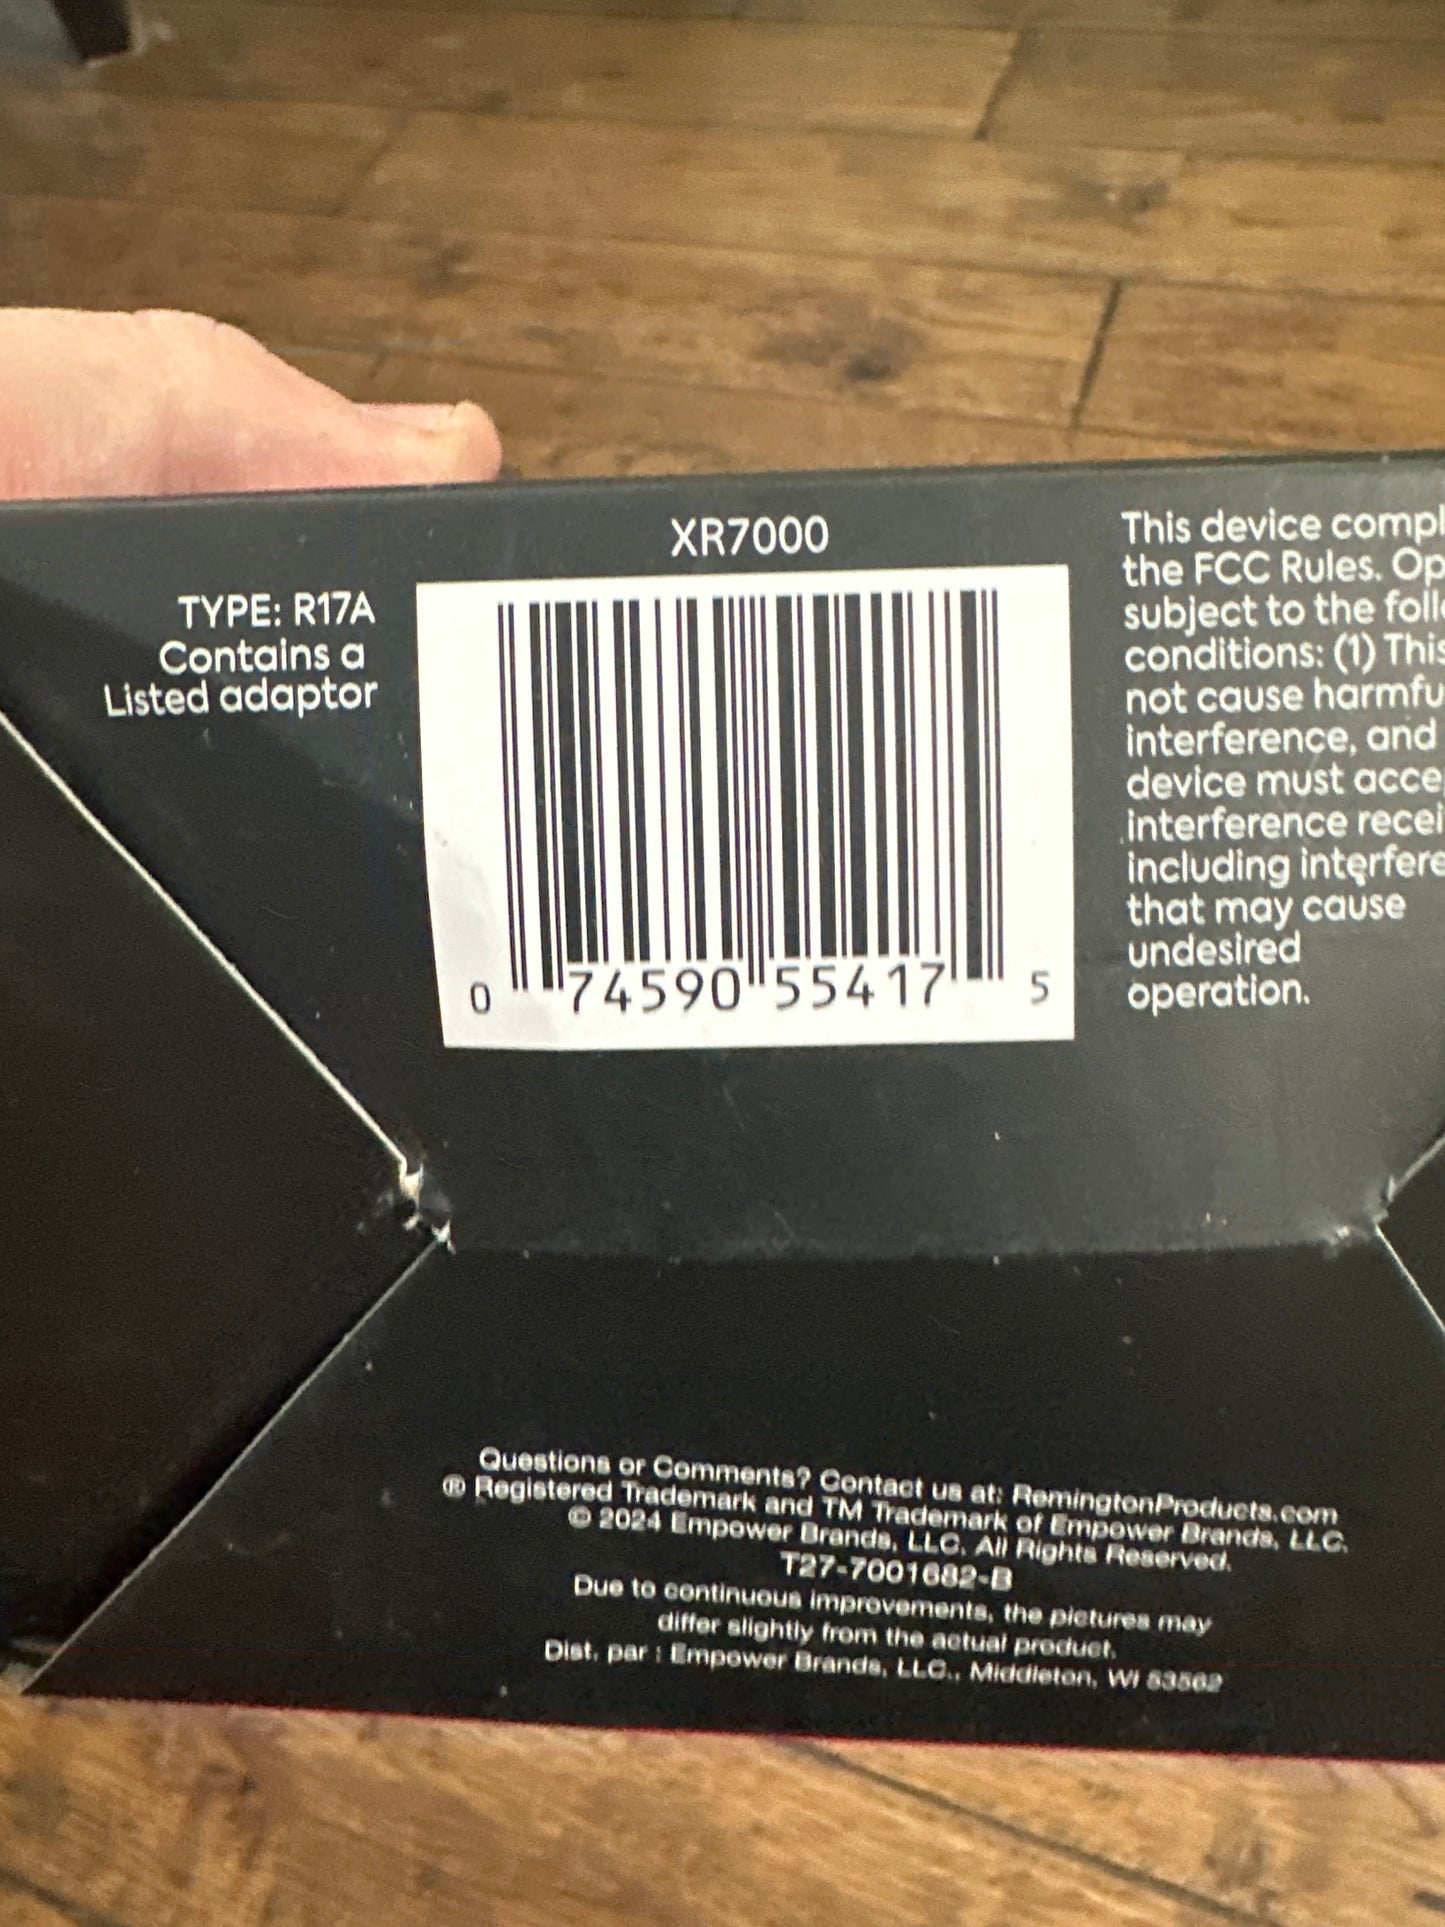 XR7000
TYPE: R17A
Contains a
Listed adaptor
0 74590 55417 5
This device compl
the FCC Rules. Op
subject to the foll
conditions: (1) This
not cause harmfu
interference, and
device must acce
interference recei
including interfere
that may cause
undesired
operation.
Questions or Comments? Contact us at: RemingtonProducts.com
® Registered Trademark and TM Trademark of Empower Brands, LLC.
© 2024 Empower Brands, LLC. All Rights Reserved.
T27-7001682-B
Due to continuous improvements, the pictures may
differ slightly from the actual product.
Dist. par : Empower Brands, LLC., Middleton, WI 53562